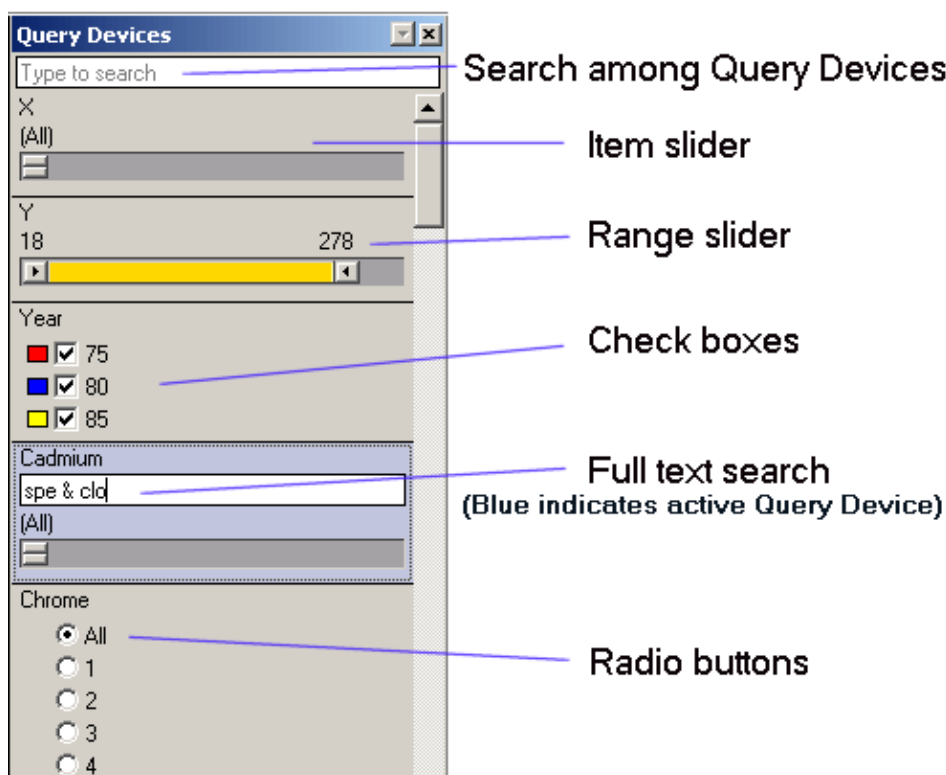 Query Devices
Type to search
Search among Query Devices
X
(All)
Item slider
Y
18 278
Range slider
Year
75
80
85
Check boxes
Cadmium
spe & clo
(All)
Full text search
(Blue indicates active Query Device)
Chrome
All
1
2
3
4
Radio buttons